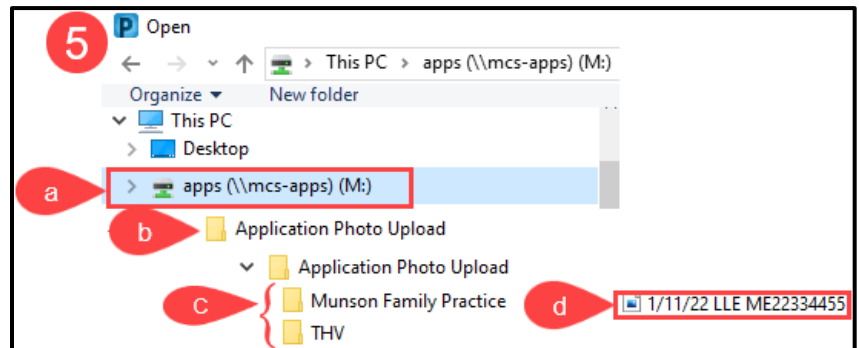 5
P Open
This PC > apps (\\mcs-apps) (M:)
Organize New folder
This PC
Desktop
a
apps (\\mcs-apps) (M:)
b
Application Photo Upload
Application Photo Upload
c
Munson Family Practice
d
1/11/22 LLE ME22334455
THV